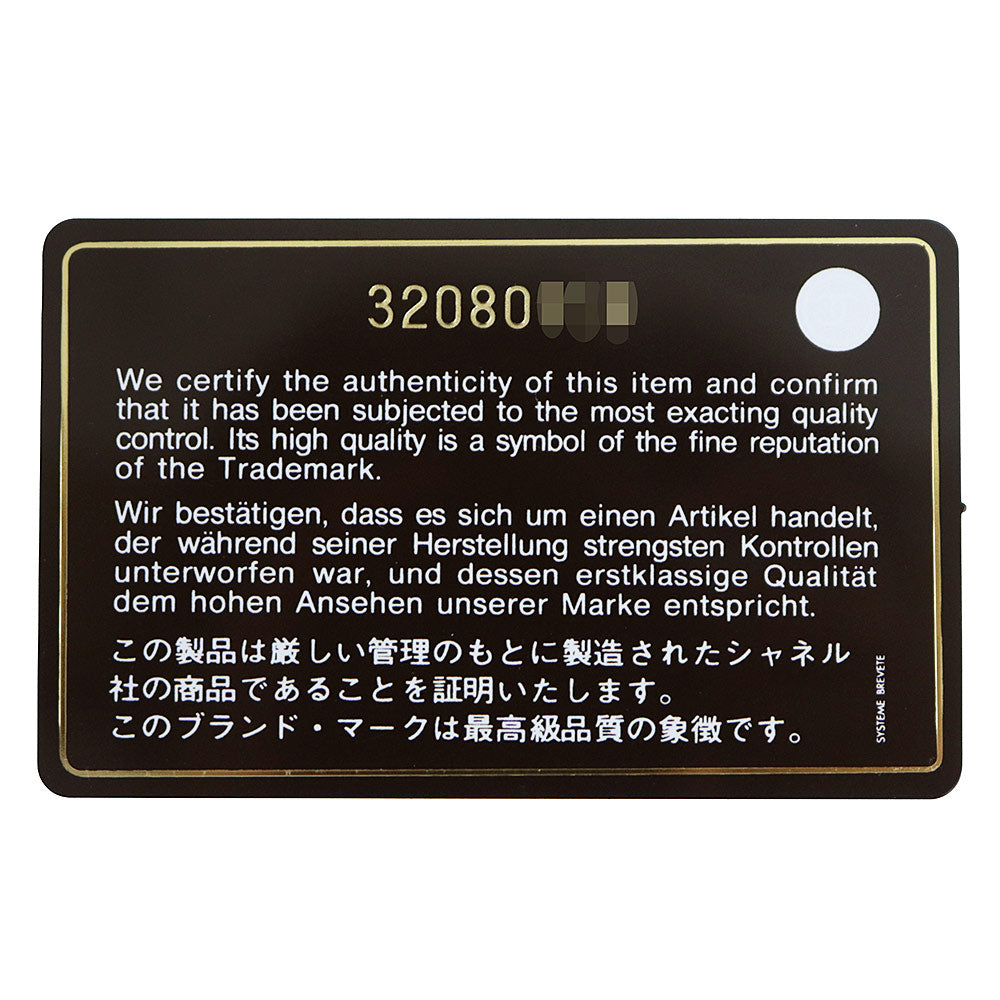 32080
We certify the authenticity of this item and confirm
that it has been subjected to the most exacting quality
control. Its high quality is a symbol of the fine reputation
of the Trademark.
Wir bestätigen, dass es sich um einen Artikel handelt,
der während seiner Herstellung strengsten Kontrollen
unterworfen war, und dessen erstklassige Qualität
dem hohen Ansehen unserer Marke entspricht.
この製品は厳しい管理のもとに製造されたシャネル
社の商品であることを証明いたします。
このブランド・マークは最高級品質の象徴です。
SYSTEME BREVETE